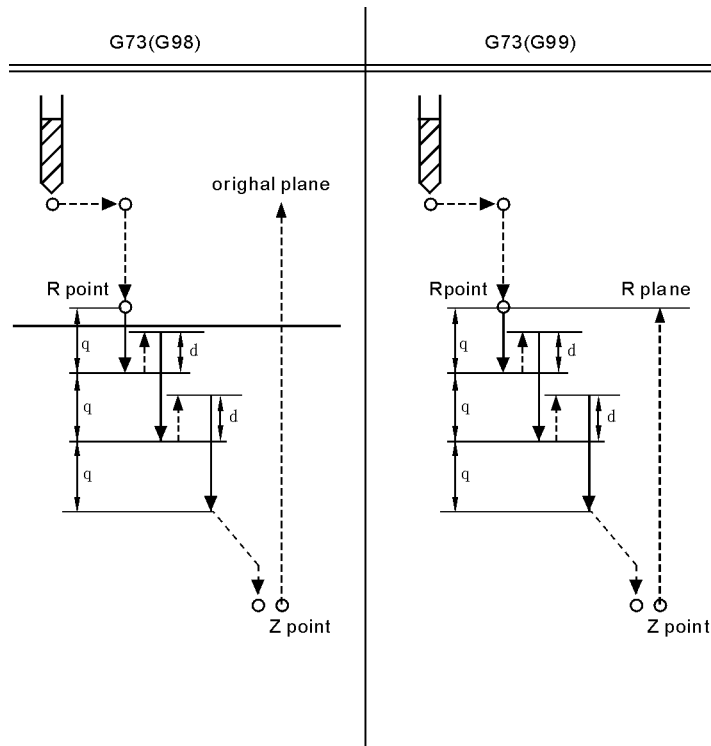 G73(G98)
G73(G99)
orighal plane
R point
q
d
q
d
q
Z point
Rpoint
R plane
q
d
q
d
q
Z point